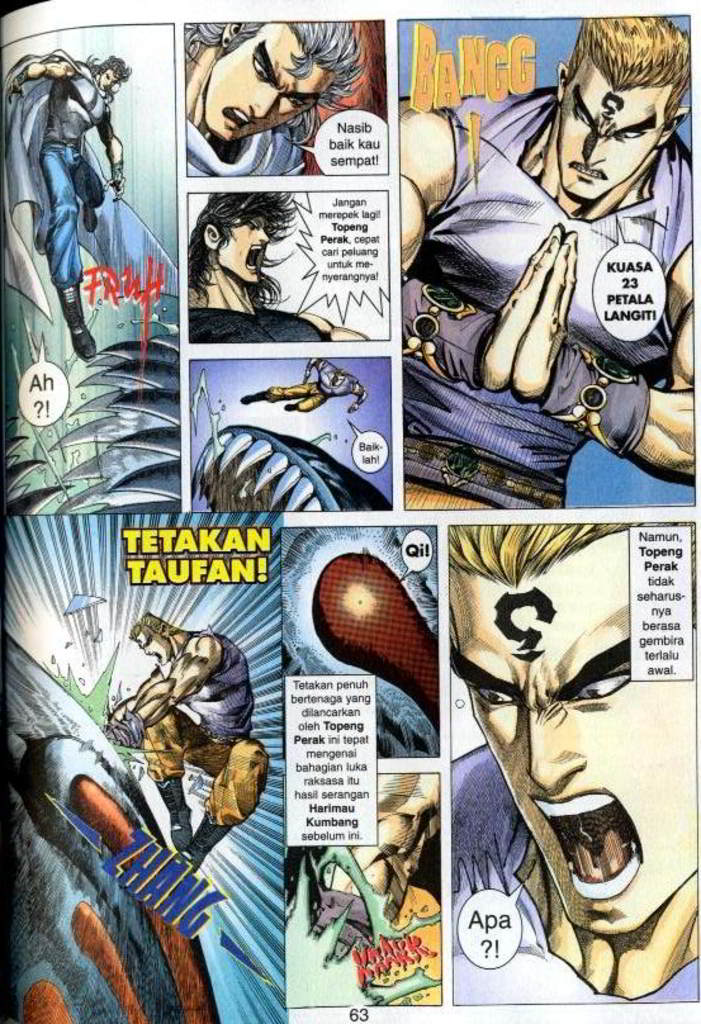 Ah
?!
FRUH
Nasib
baik kau
sempat!
Jangan
merepek lagi!
Topeng
Perak, cepat
cari peluang
untuk me-
nyerangnya!
Baik-
lah!
BANGG
!
KUASA
23
PETALA
LANGIT!
TETAKAN
TAUFAN!
ZHANG
Qi!
Tetakan penuh
bertenaga yang
dilancarkan
oleh Topeng
Perak ini tepat
mengenai
bahagian luka
raksasa itu
hasil serangan
Harimau
Kumbang
sebelum ini.
Namun,
Topeng
Perak
tidak
seharus-
nya
berasa
gembira
terlalu
awal.
Apa
?!
63